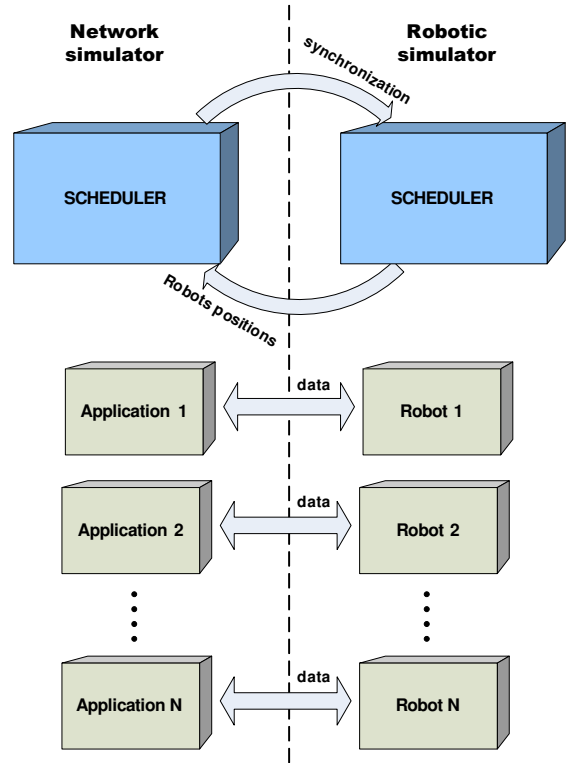 Network
simulator
Robotic
simulator
synchronization
SCHEDULER
SCHEDULER
Robots positions
data
Application 1
Robot 1
data
Application 2
Robot 2
data
Application N
Robot N